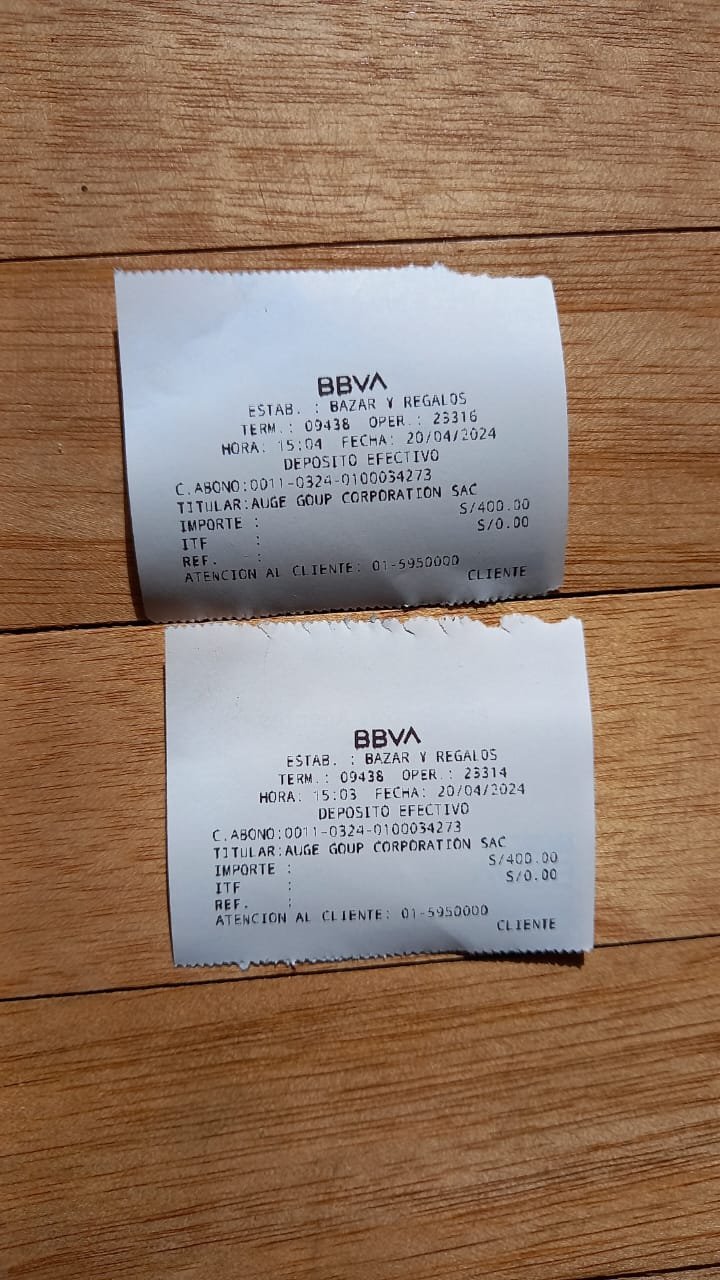 BBVA
ESTAB. : BAZAR Y REGALOS
TERM.: 09438 OPER.: 23316
HORA: 15:04 FECHA: 20/04/2024
DEPOSITO EFECTIVO
C.ABONO:0011-0324-0100034273
TITULAR:AUGE GOUP CORPORATION SAC
IMPORTE : S/400.00
ITF : S/0.00
REF. :
ATENCION AL CLIENTE: 01-5950000
CLIENTE
BBVA
ESTAB. : BAZAR Y REGALOS
TERM.: 09438 OPER.: 23314
HORA: 15:03 FECHA: 20/04/2024
DEPOSITO EFECTIVO
C.ABONO:0011-0324-0100034273
TITULAR:AUGE GOUP CORPORATION SAC
IMPORTE : S/400.00
ITF : S/0.00
REF. :
ATENCION AL CLIENTE: 01-5950000
CLIENTE